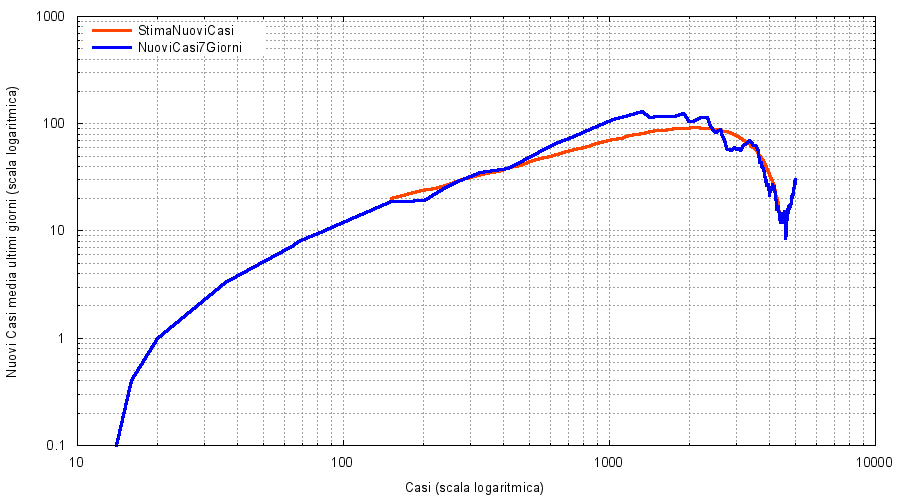 1000
StimaNuoviCasi
NuoviCasi7Giorni
100
10
1
0.1
Nuovi Casi media ultimi giorni (scala logaritmica)
10 100 1000 10000
Casi (scala logaritmica)